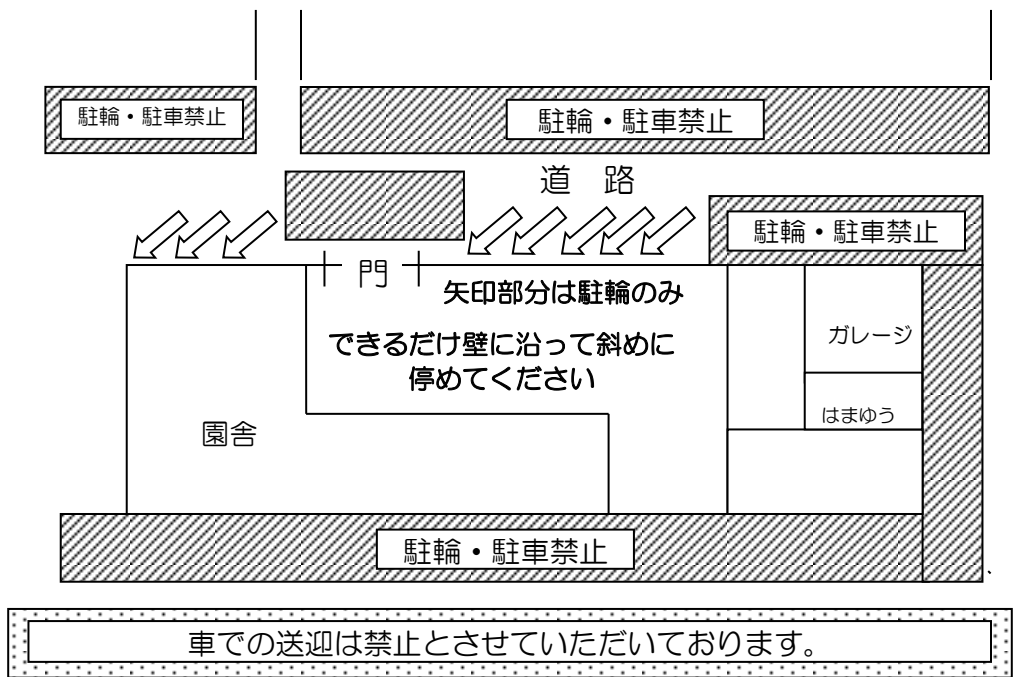 駐輪・駐車禁止
駐輪・駐車禁止
道 路
駐輪・駐車禁止
門
矢印部分は駐輪のみ
できるだけ壁に沿って斜めに
停めてください
ガレージ
はまゆう
園舎
駐輪・駐車禁止
車での送迎は禁止とさせていただいております。